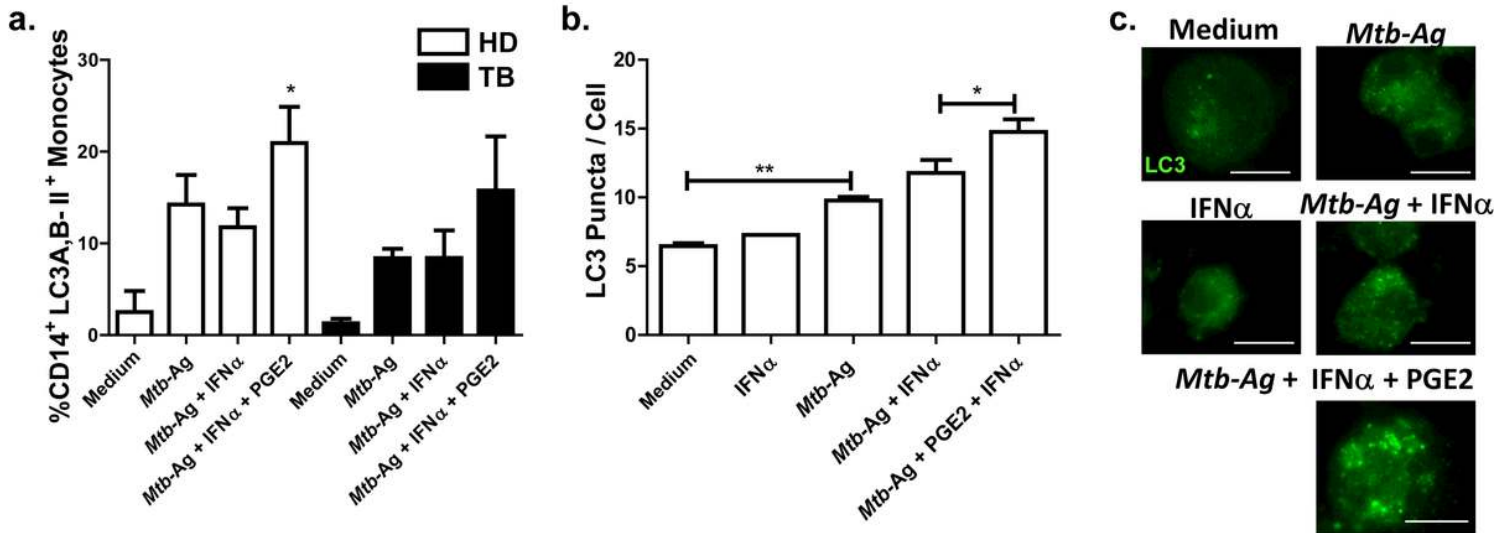 a.
%CD14+ LC3A,B- II + Monocytes
30
20
10
0
HD
TB
*
Medium
Mtb-Ag
Mtb-Ag + IFNα
Mtb-Ag + IFNα + PGE2
Medium
Mtb-Ag
Mtb-Ag + IFNα
Mtb-Ag + IFNα + PGE2
b.
LC3 Puncta / Cell
20
15
10
5
0
**
*
Medium
IFNα
Mtb-Ag
Mtb-Ag + IFNα
Mtb-Ag + PGE2 + IFNα
c.
Medium
Mtb-Ag
LC3
IFNα
Mtb-Ag + IFNα
Mtb-Ag + IFNα + PGE2